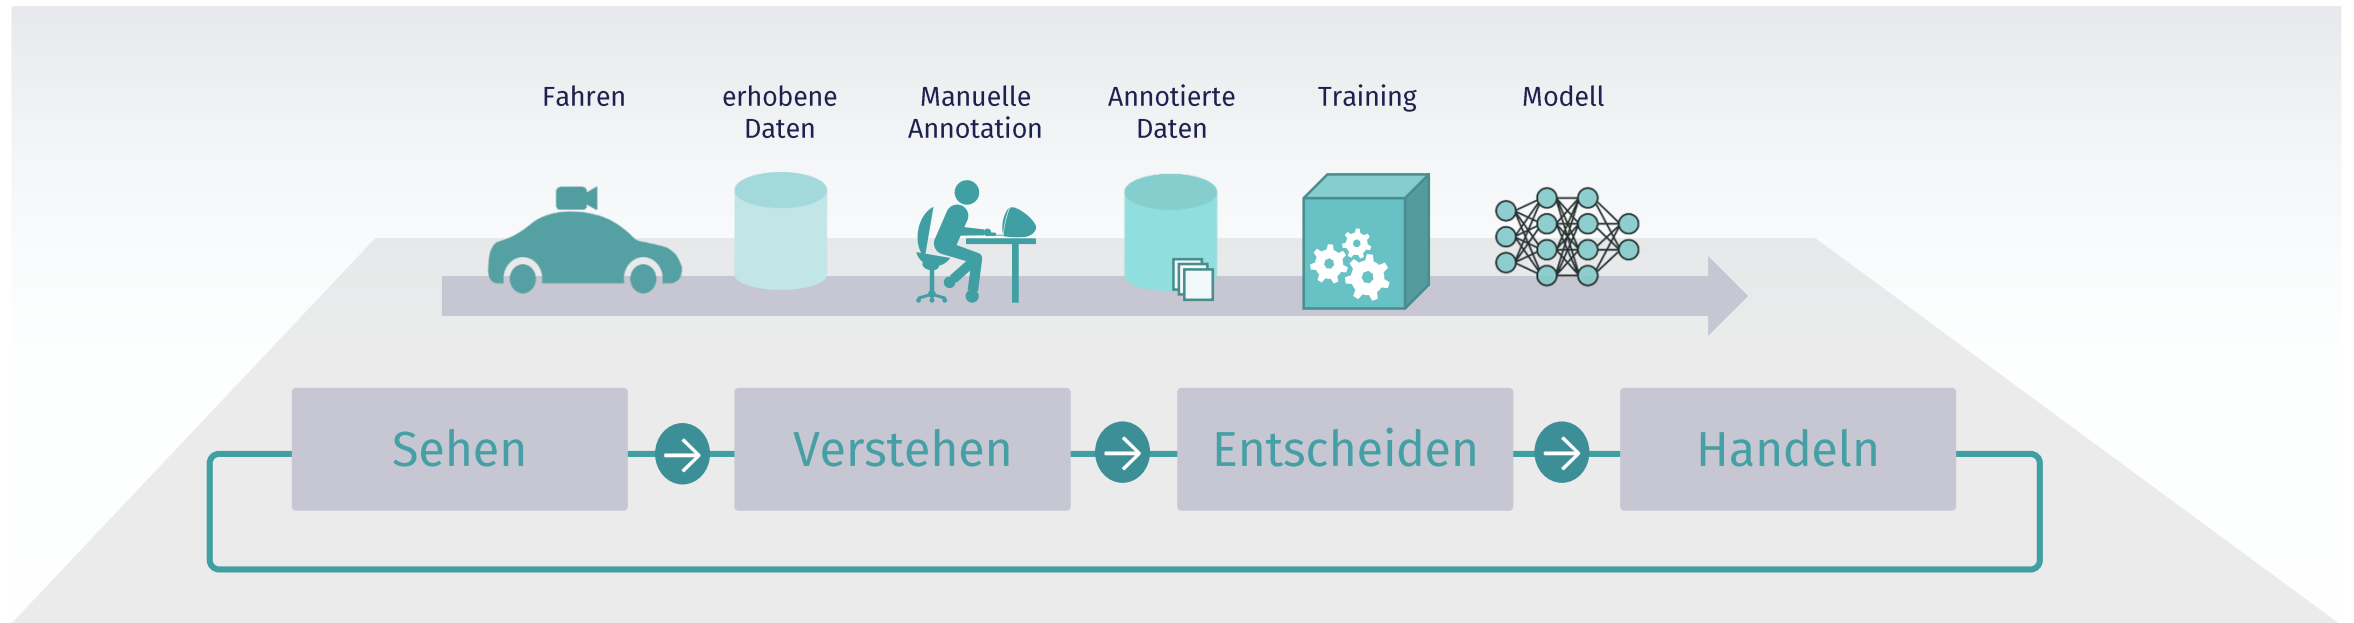 Fahren
erhobene
Daten
Manuelle
Annotation
Annotierte
Daten
Training
Modell
Sehen
Verstehen
Entscheiden
Handeln